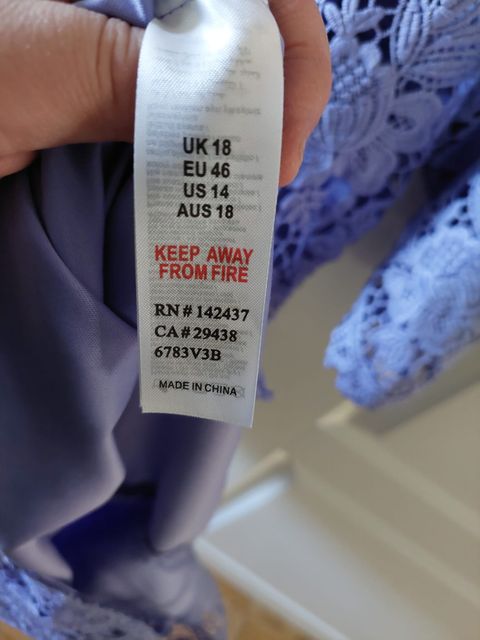 UK 18
EU 46
US 14
AUS 18
KEEP AWAY
FROM FIRE
RN # 142437
CA # 29438
6783V3B
MADE IN CHINA